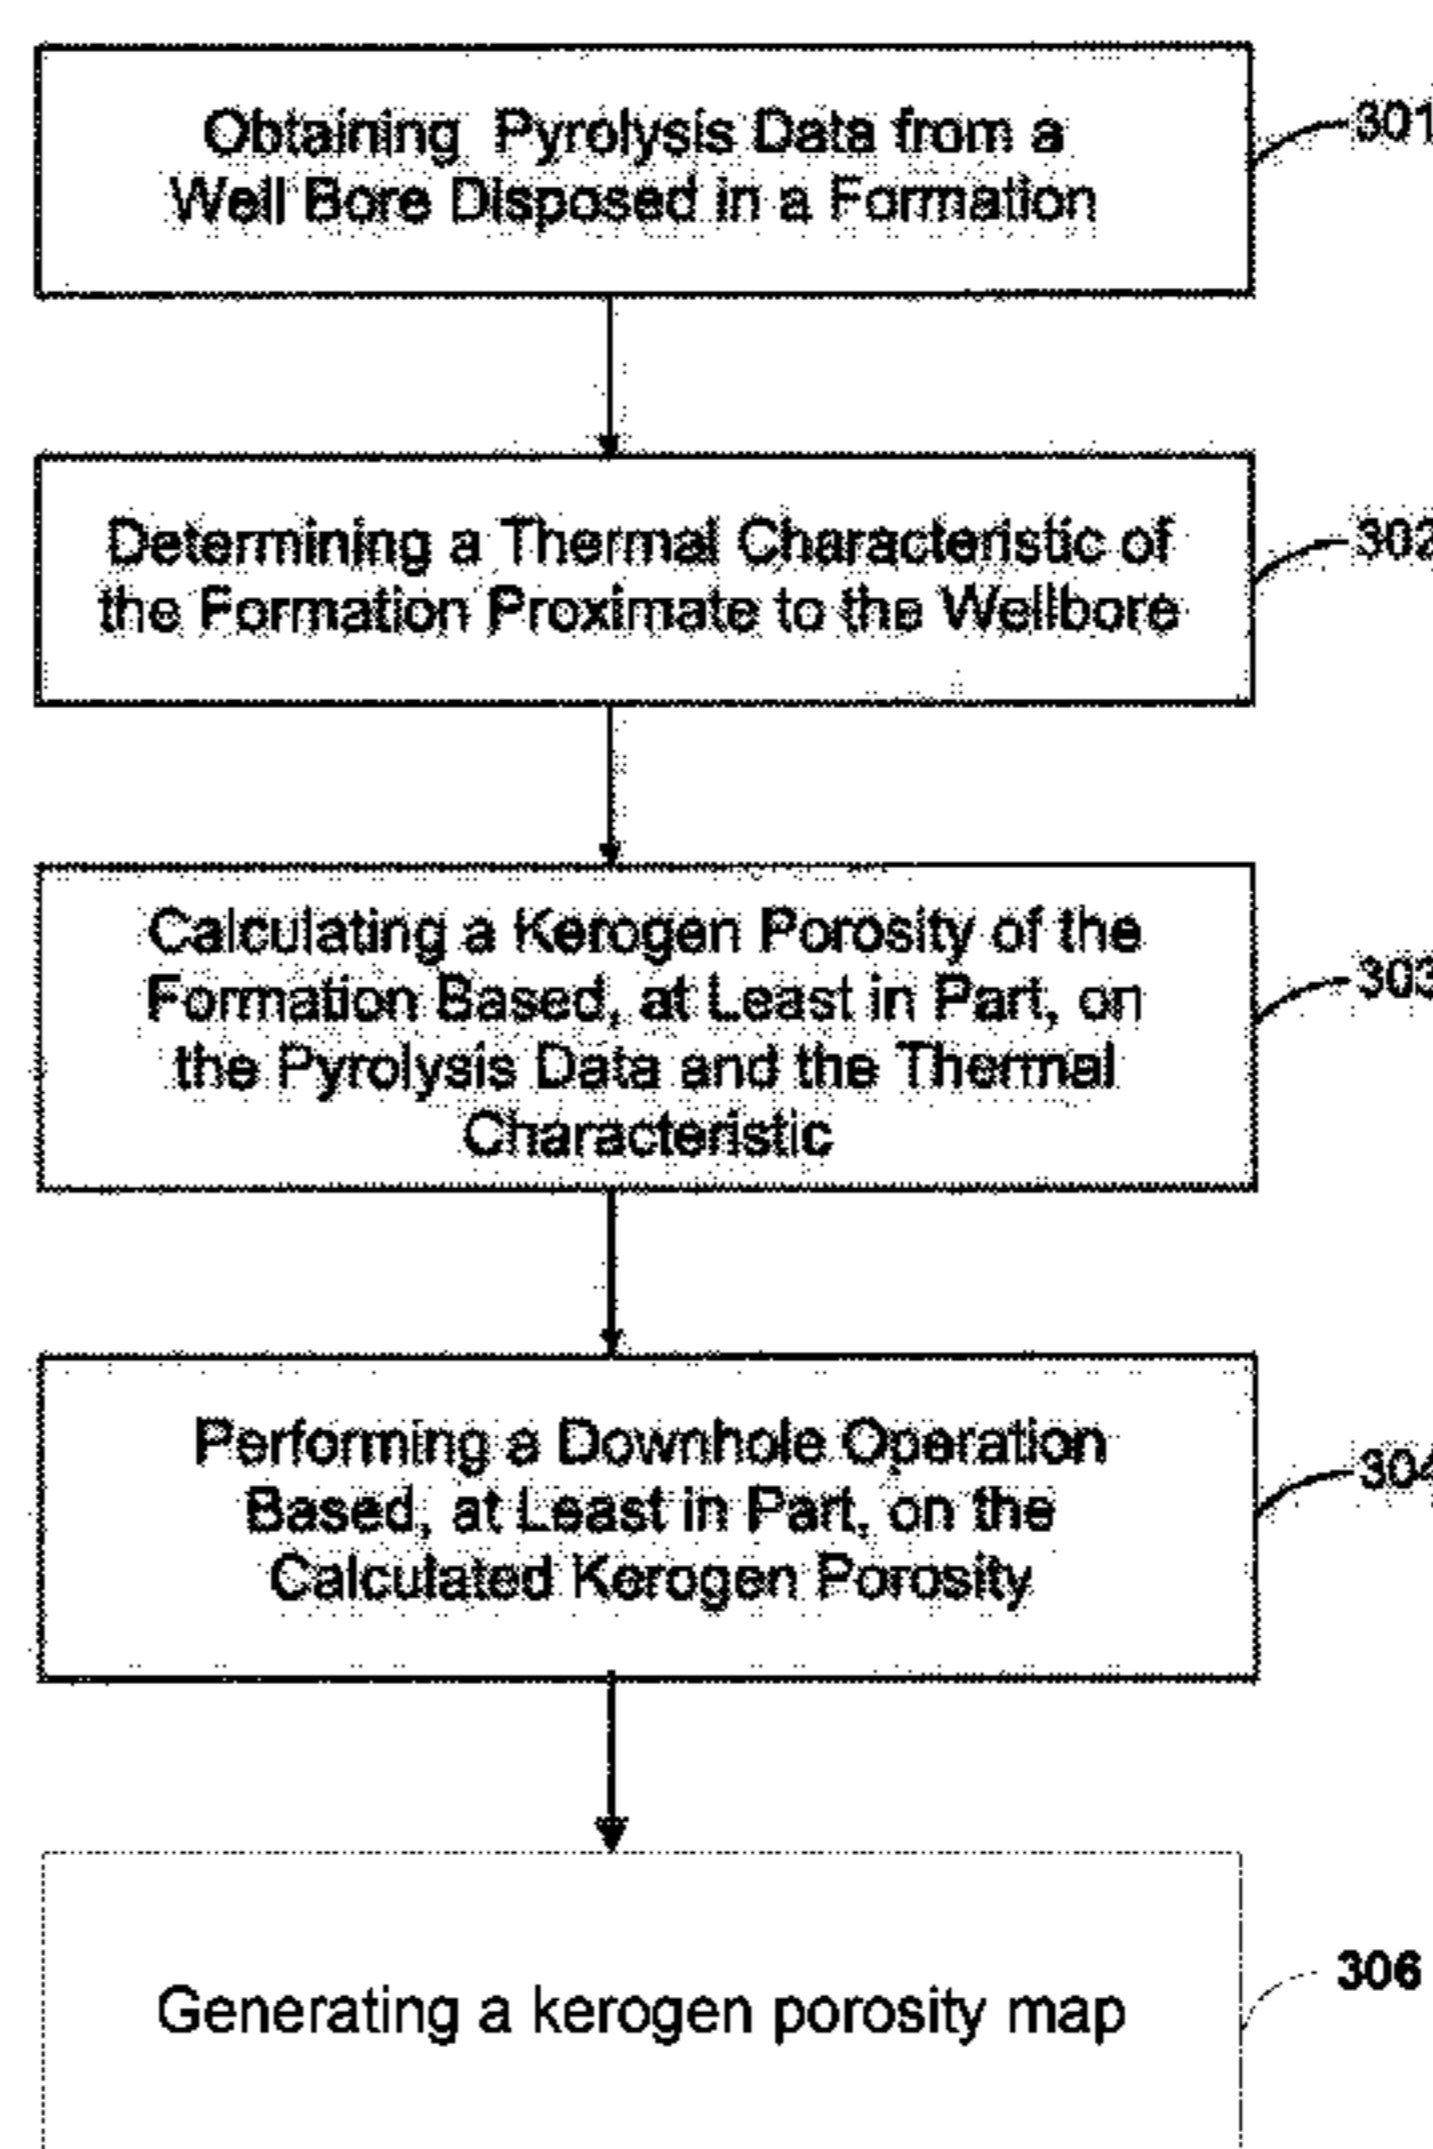 Obtaining Pyrolysis Data from a
Well Bore Disposed in a Formation
301
Determining a Thermal Characteristic of
the Formation Proximate to the Wellbore
302
Calculating a Kerogen Porosity of the
Formation Based, at Least in Part, on
the Pyrolysis Data and the Thermal
Characteristic
303
Performing a Downhole Operation
Based, at Least in Part, on the
Calculated Kerogen Porosity
304
Generating a kerogen porosity map
306